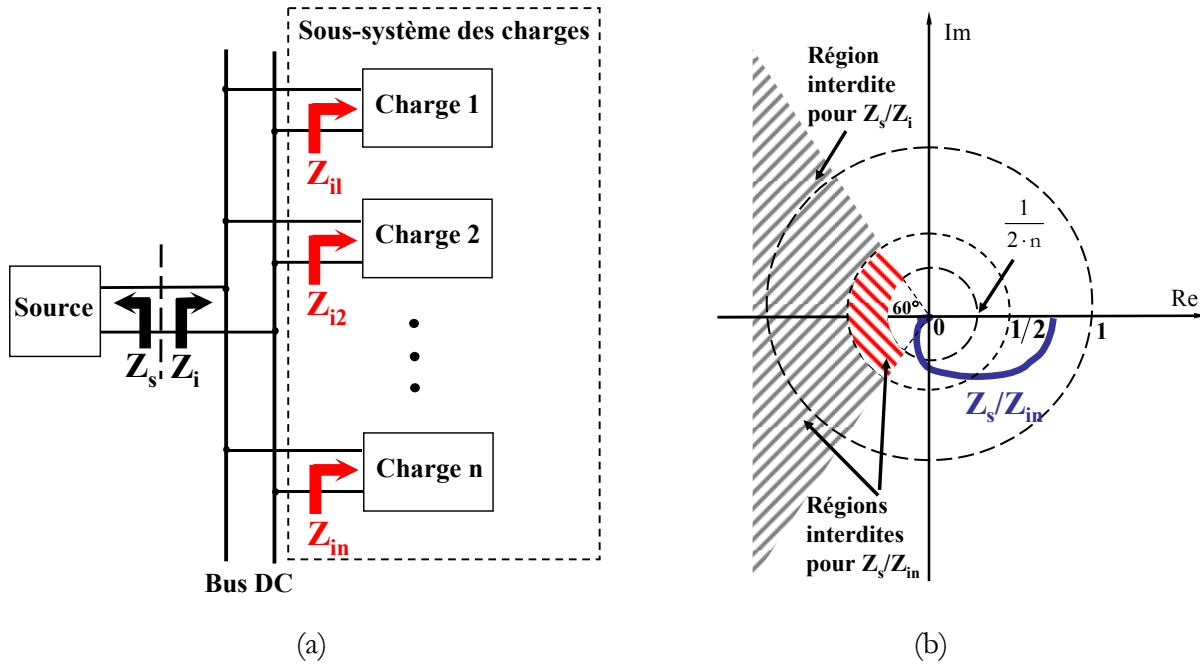 Sous-système des charges
Charge 1
Z_il
Charge 2
Z_i2
Source
Z_s
Z_i
Charge n
Z_in
Bus DC
(a)
Im
Région
interdite
pour Z_s/Z_i
1
2 · n
60°
0
1/2
1
Re
Z_s/Z_in
Régions
interdites
pour Z_s/Z_in
(b)